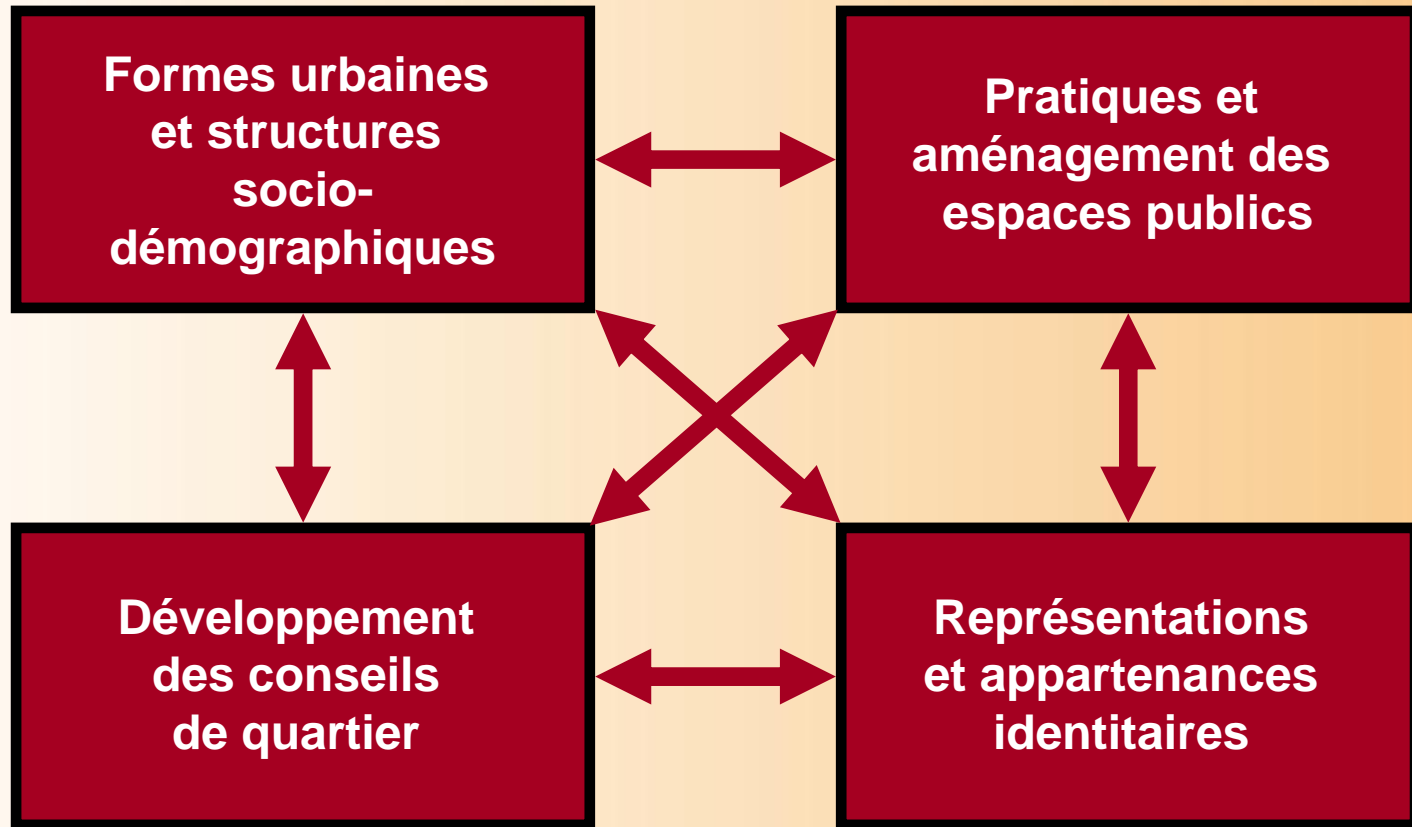 Formes urbaines
et structures
socio-
démographiques
Pratiques et
aménagement des
espaces publics
Développement
des conseils
de quartier
Représentations
et appartenances
identitaires